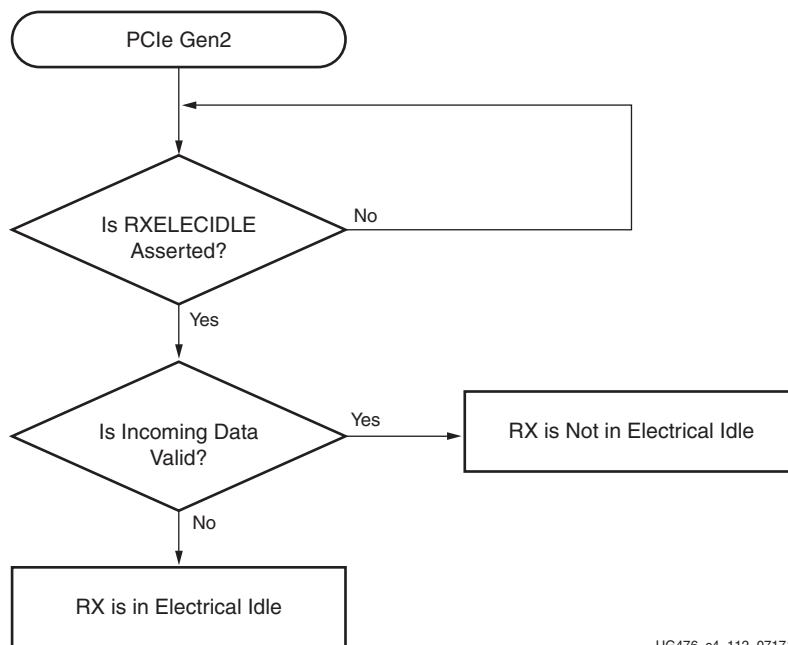 PCIe Gen2
Is RXELECIDLE
Asserted?
No
Yes
Is Incoming Data
Valid?
Yes
RX is Not in Electrical Idle
No
RX is in Electrical Idle